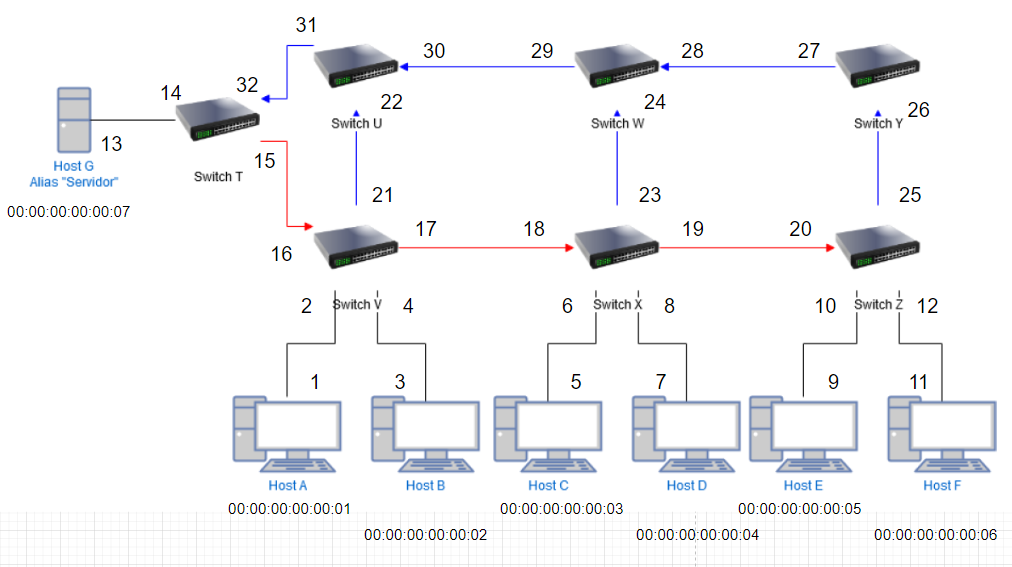 31
30
29
28
27
14
32
22
24
26
Switch U
Switch W
Switch Y
13
15
Host G
Alias "Servidor"
Switch T
00:00:00:00:00:07
21
23
25
16
17
18
19
20
2
Switch V
4
6
Switch X
8
10
Switch Z
12
1
3
5
7
9
11
Host A
Host B
Host C
Host D
Host E
Host F
00:00:00:00:00:01
00:00:00:00:00:03
00:00:00:00:00:05
00:00:00:00:00:02
00:00:00:00:00:04
00:00:00:00:00:06